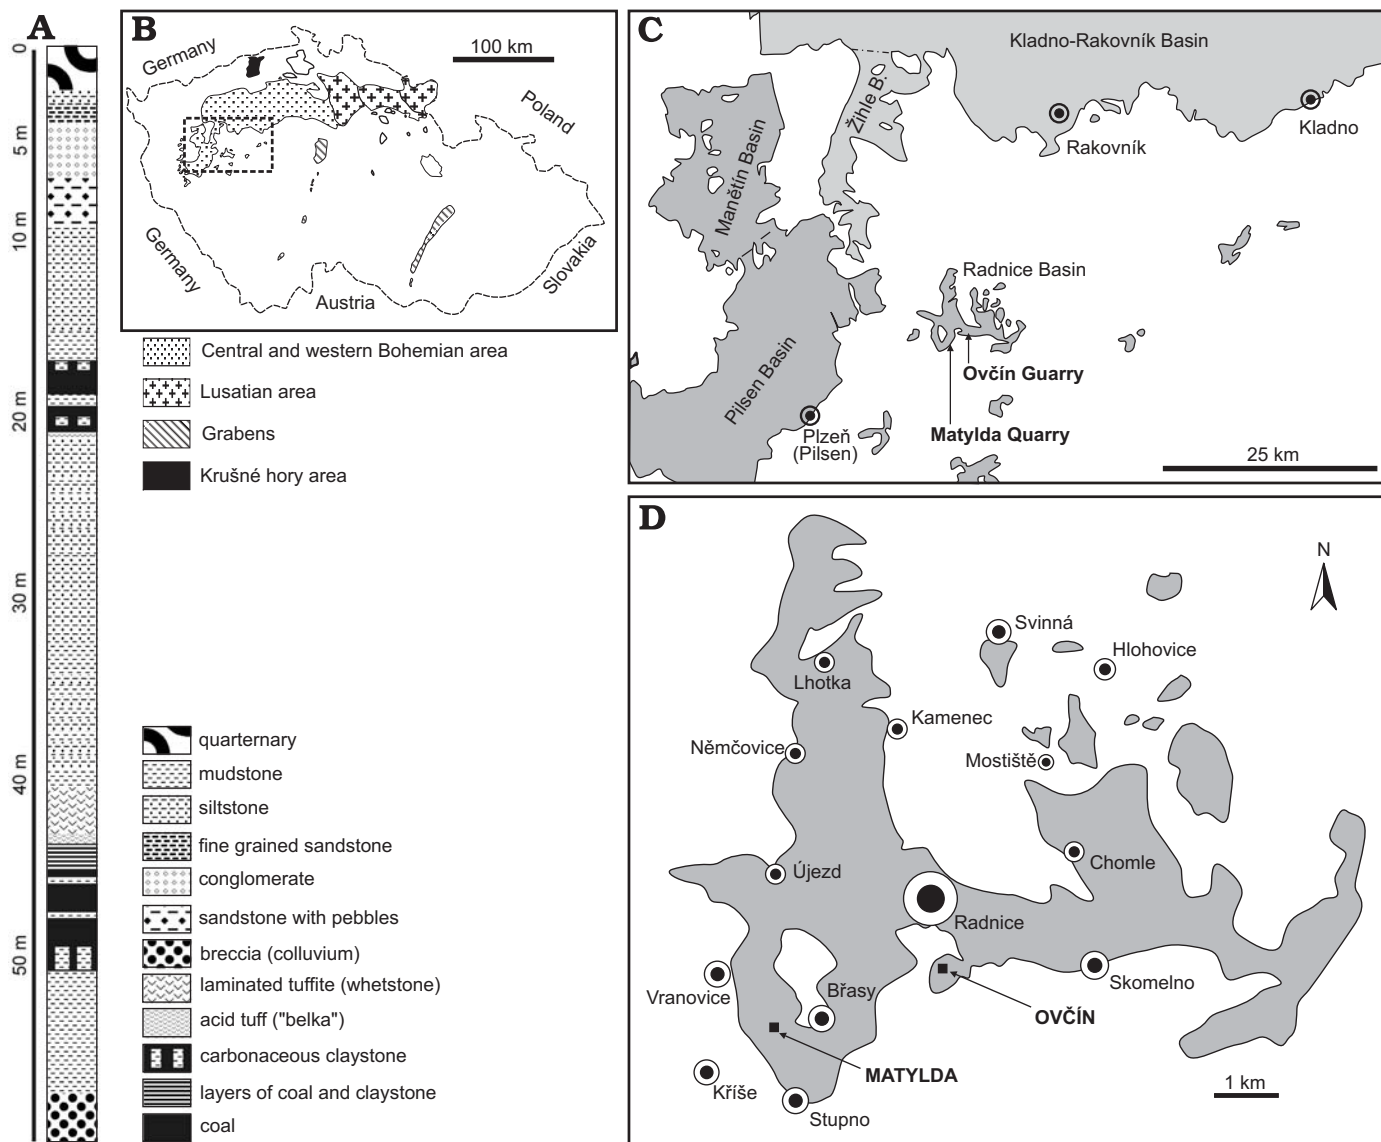 A
0
5 m
10 m
20 m
30 m
40 m
50 m
B
Germany
100 km
Poland
Germany
Slovakia
Austria
Central and western Bohemian area
Lusatian area
Grabens
Krušné hory area
quarternary
mudstone
siltstone
fine grained sandstone
conglomerate
sandstone with pebbles
breccia (colluvium)
laminated tuffite (whetstone)
acid tuff ("belka")
carbonaceous claystone
layers of coal and claystone
coal
C
Kladno-Rakovník Basin
Žihle B.
Manětín Basin
Rakovník
Kladno
Radnice Basin
Pilsen Basin
Ovčín Guarry
Matylda Quarry
Plzeň
(Pilsen)
25 km
D
N
Svinná
Hlohovice
Lhotka
Kamenec
Němčovice
Mostiště
Chomle
Újezd
Radnice
Skomelno
Vranovice
Břasy
OVČÍN
MATYLDA
Kříše
Stupno
1 km